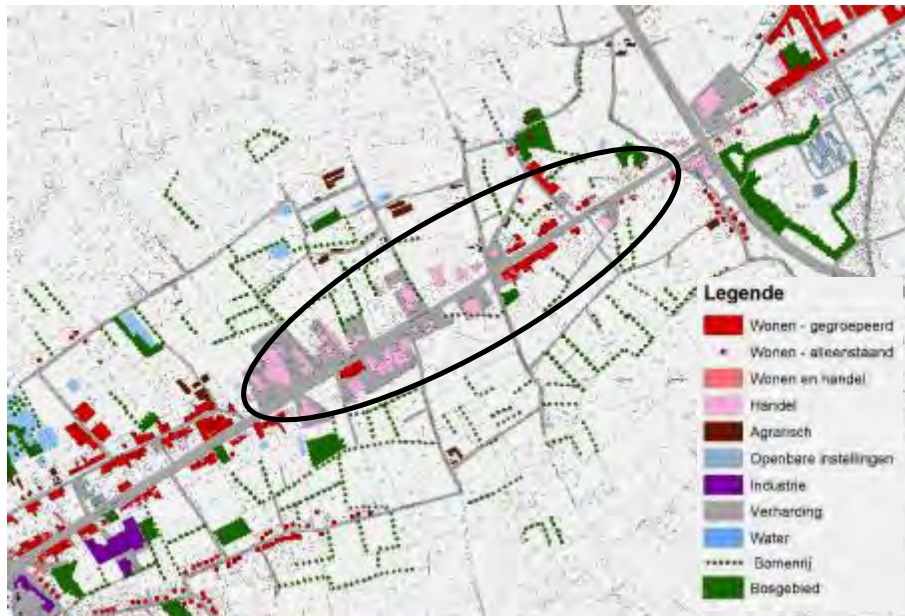 Legende
Wonen - gegroepeerd
Wonen - alleenstaand
Wonen en handel
Handel
Agrarisch
Openbare instellingen
Industrie
Verharding
Water
Bomenrij
Bosgebied